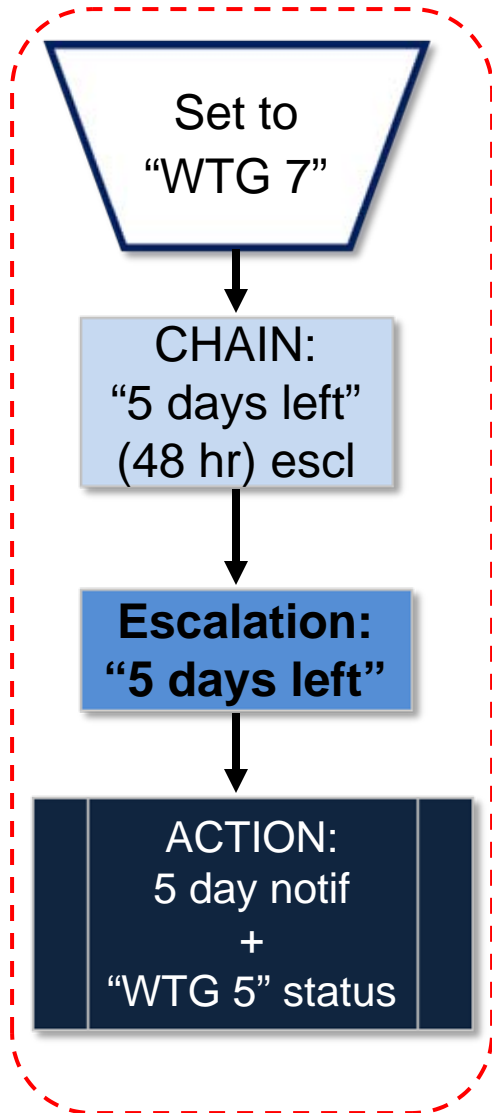 Set to
“WTG 7”
CHAIN:
“5 days left”
(48 hr) escl
Escalation:
“5 days left”
ACTION:
5 day notif
+
“WTG 5” status